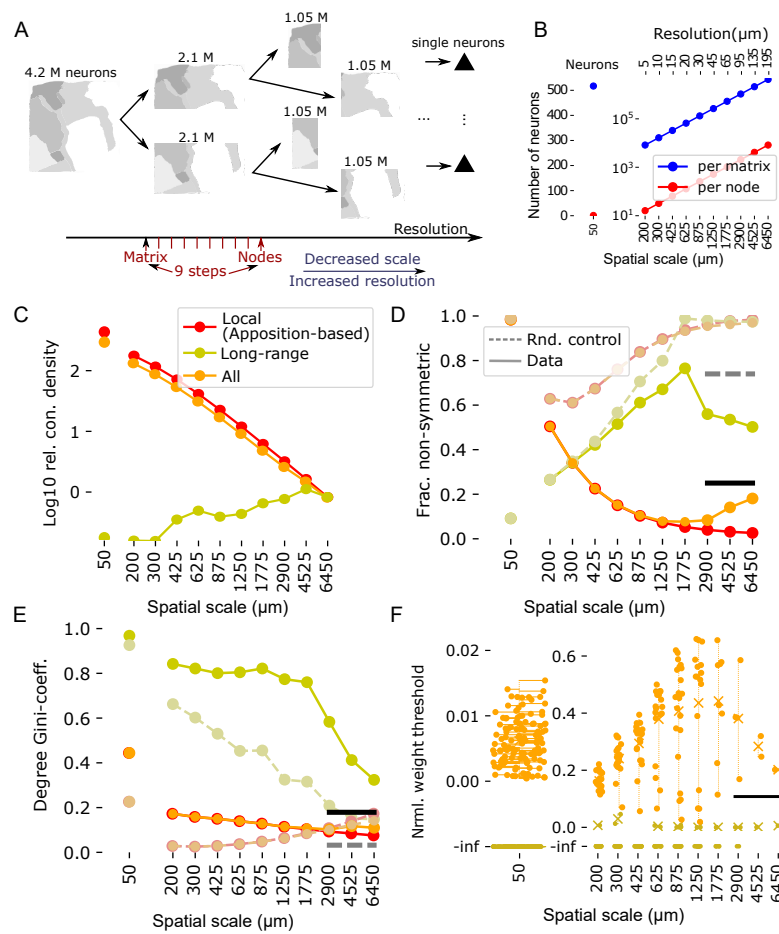 A
4.2 M neurons
2.1 M
2.1 M
1.05 M
1.05 M
1.05 M
1.05 M
single neurons
...
⋮
Resolution
Matrix
Nodes
9 steps
Decreased scale
Increased resolution
B
Resolution(µm)
5
10
15
20
30
45
65
95
135
195
Neurons
Number of neurons
500
400
300
200
100
0
10⁵
10³
10¹
per matrix
per node
50
200
300
425
625
875
1250
1775
2900
4525
6450
Spatial scale (µm)
C
Log10 rel. con. density
2
1
0
Local
(Apposition-based)
Long-range
All
50
200
300
425
625
875
1250
1775
2900
4525
6450
Spatial scale (µm)
D
Frac. non-symmetric
1.0
0.8
0.6
0.4
0.2
0.0
Rnd. control
Data
50
200
300
425
625
875
1250
1775
2900
4525
6450
Spatial scale (µm)
E
Degree Gini-coeff.
1.0
0.8
0.6
0.4
0.2
0.0
50
200
300
425
625
875
1250
1775
2900
4525
6450
Spatial scale (µm)
F
Nrml. weight threshold
0.02
0.01
0.00
-inf
50
0.6
0.4
0.2
0.0
-inf
200
300
425
625
875
1250
1775
2900
4525
6450
Spatial scale (µm)